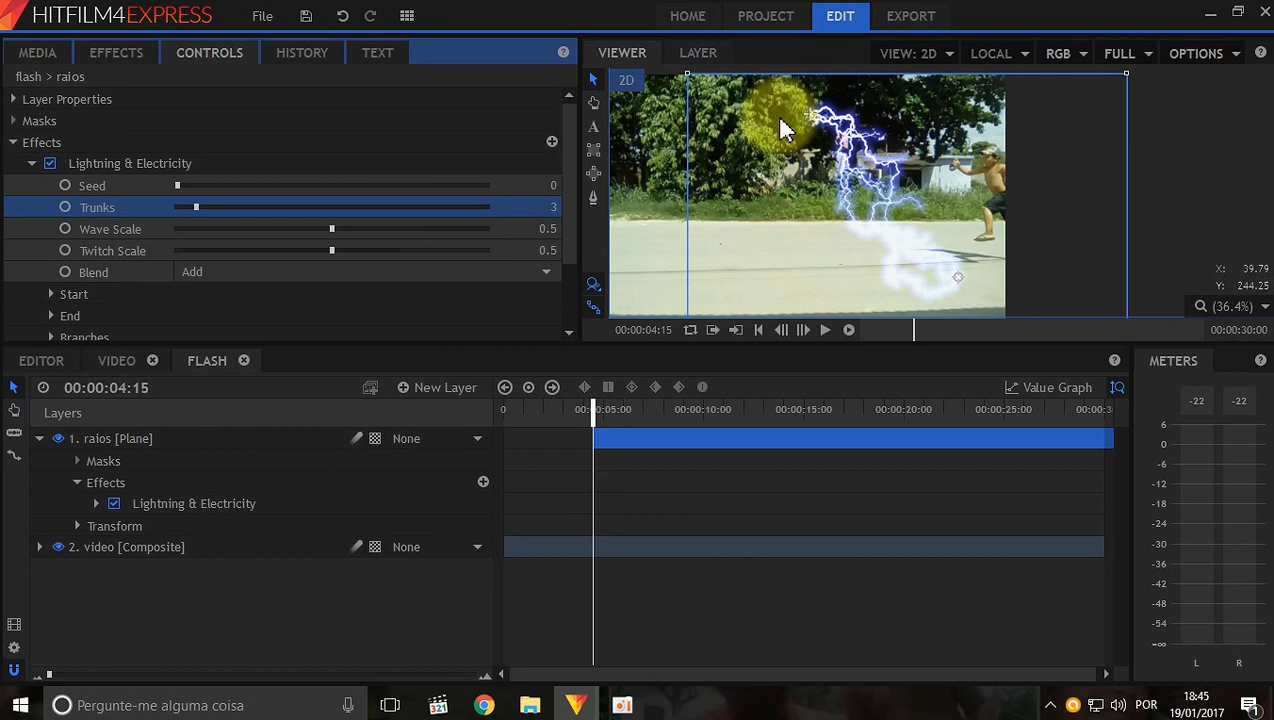 HITFILM4EXPRESS
File
HOME
PROJECT
EDIT
EXPORT
MEDIA
EFFECTS
CONTROLS
HISTORY
TEXT
flash > raios
Layer Properties
Masks
Effects
Lightning & Electricity
Seed 0
Trunks 3
Wave Scale 0.5
Twitch Scale 0.5
Blend Add
Start
End
Branches
VIEWER
LAYER
VIEW: 2D
LOCAL
RGB
FULL
OPTIONS
2D
X: 39.79
Y: 244.25
(36.4%)
00:00:04:15
00:00:30:00
EDITOR
VIDEO
FLASH
00:00:04:15
New Layer
Value Graph
Layers
0
00:00:05:00
00:00:10:00
00:00:15:00
00:00:20:00
00:00:25:00
00:00:3
1. raios [Plane] None
Masks
Effects
Lightning & Electricity
Transform
2. video [Composite] None
METERS
-22 -22
6
0
-6
-12
-18
-24
-30
-36
-42
-48
-54
-∞
L R
Pergunte-me alguma coisa
321
POR
18:45
19/01/2017
1